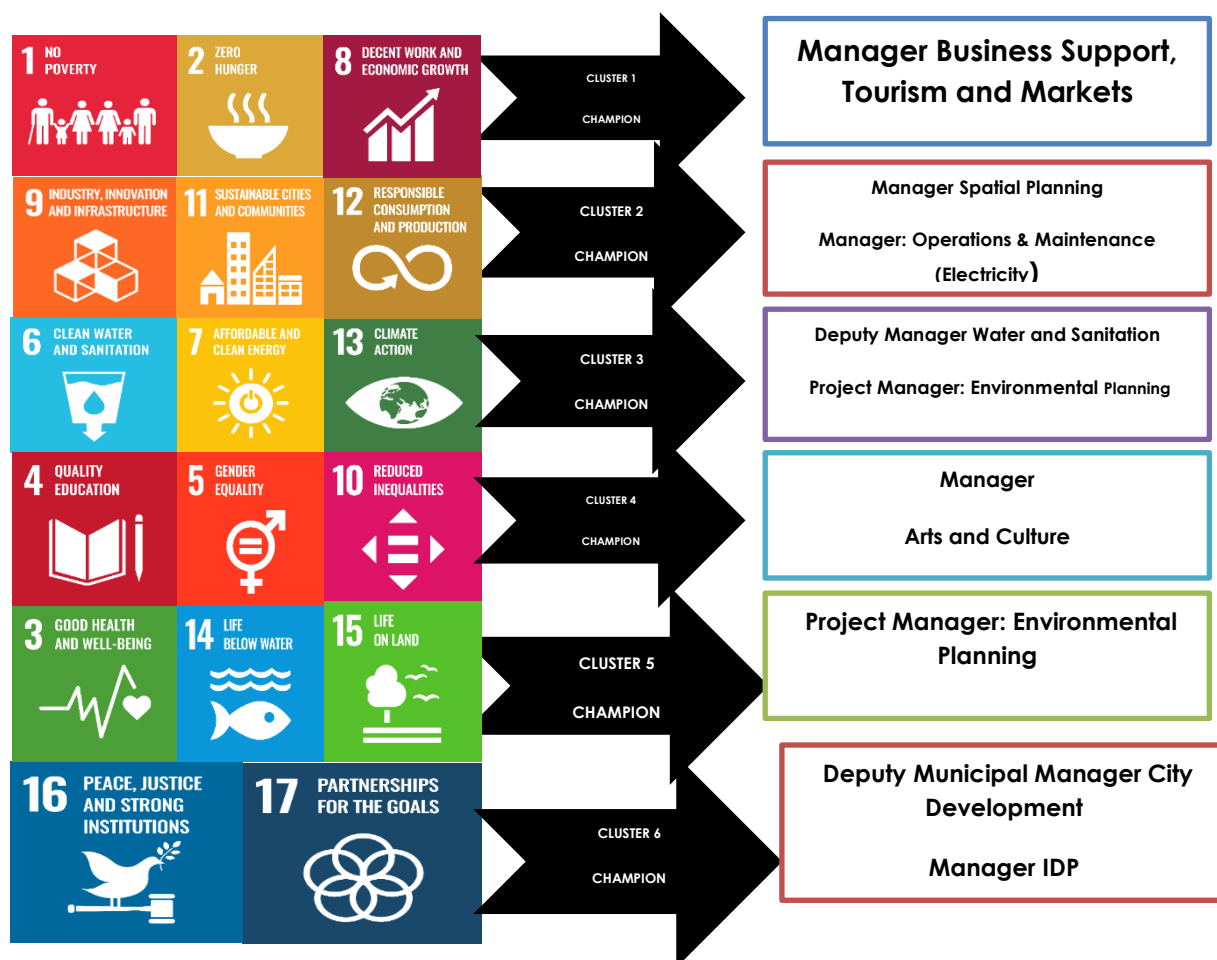 1 NO
POVERTY
2 ZERO
HUNGER
8 DECENT WORK AND
ECONOMIC GROWTH
CLUSTER 1
CHAMPION
Manager Business Support,
Tourism and Markets
9 INDUSTRY, INNOVATION
AND INFRASTRUCTURE
11 SUSTAINABLE CITIES
AND COMMUNITIES
12 RESPONSIBLE
CONSUMPTION
AND PRODUCTION
CLUSTER 2
CHAMPION
Manager Spatial Planning
Manager: Operations & Maintenance
(Electricity)
6 CLEAN WATER
AND SANITATION
7 AFFORDABLE AND
CLEAN ENERGY
13 CLIMATE
ACTION
CLUSTER 3
CHAMPION
Deputy Manager Water and Sanitation
Project Manager: Environmental Planning
4 QUALITY
EDUCATION
5 GENDER
EQUALITY
10 REDUCED
INEQUALITIES
CLUSTER 4
CHAMPION
Manager
Arts and Culture
3 GOOD HEALTH
AND WELL-BEING
14 LIFE
BELOW WATER
15 LIFE
ON LAND
CLUSTER 5
CHAMPION
Project Manager: Environmental
Planning
16 PEACE, JUSTICE
AND STRONG
INSTITUTIONS
17 PARTNERSHIPS
FOR THE GOALS
CLUSTER 6
CHAMPION
Deputy Municipal Manager City
Development
Manager IDP